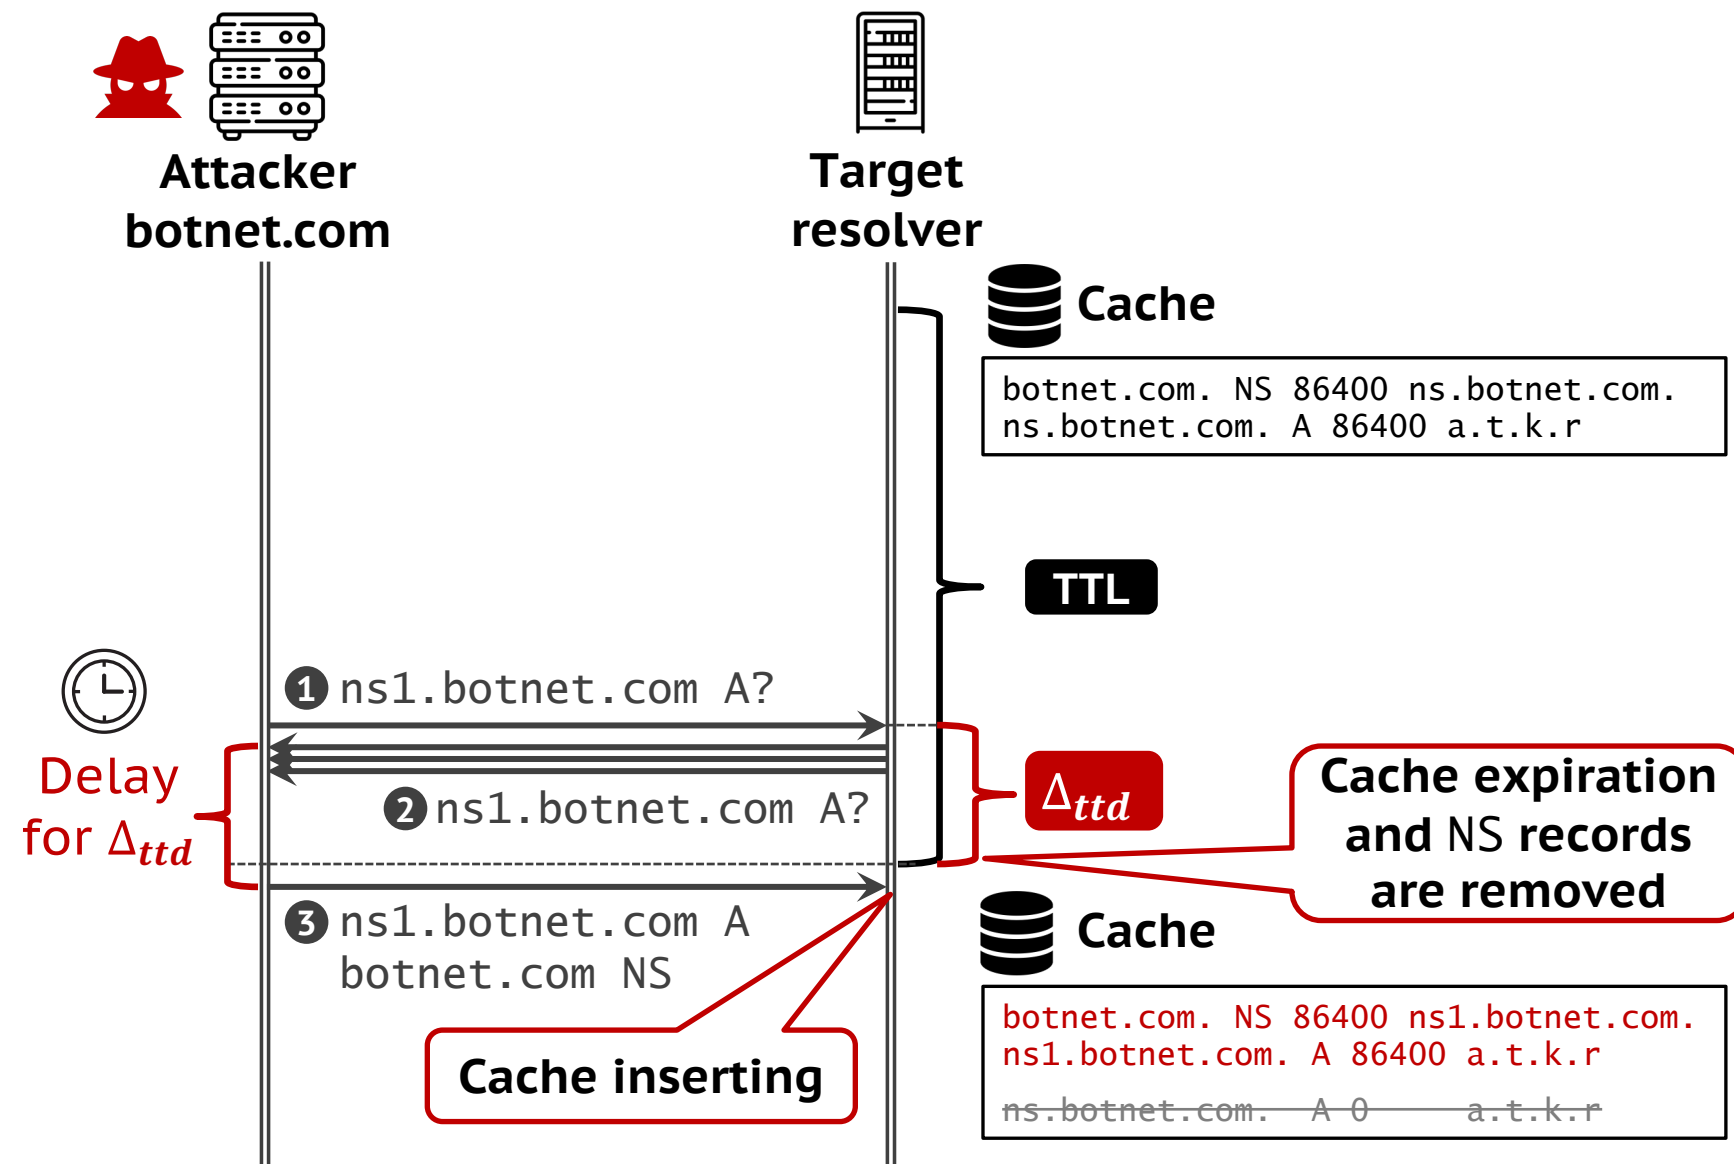 Attacker
botnet.com
Target
resolver
Cache
botnet.com. NS 86400 ns.botnet.com.
ns.botnet.com. A 86400 a.t.k.r
TTL
1 ns1.botnet.com A?
Delay
for Δttd
2 ns1.botnet.com A?
Δttd
Cache expiration
and NS records
are removed
3 ns1.botnet.com A
botnet.com NS
Cache inserting
Cache
botnet.com. NS 86400 ns1.botnet.com.
ns1.botnet.com. A 86400 a.t.k.r
ns.botnet.com. A 0 a.t.k.r